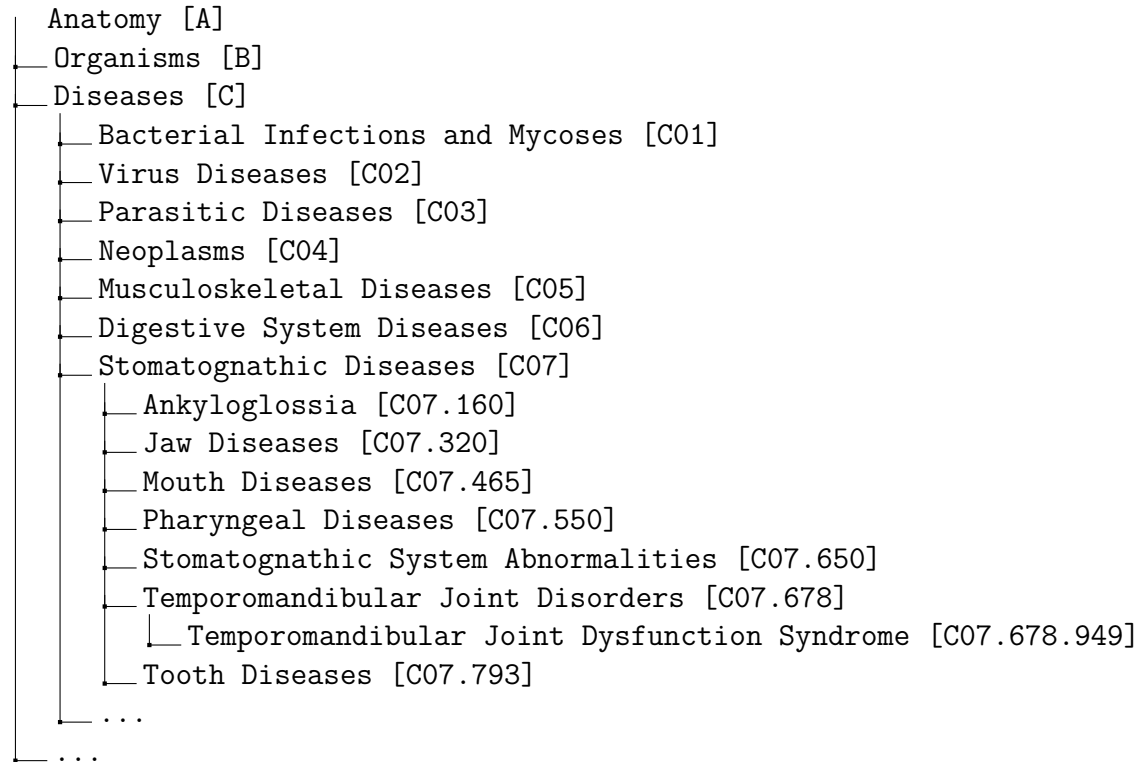 Anatomy [A]
Organisms [B]
Diseases [C]
Bacterial Infections and Mycoses [C01]
Virus Diseases [C02]
Parasitic Diseases [C03]
Neoplasms [C04]
Musculoskeletal Diseases [C05]
Digestive System Diseases [C06]
Stomatognathic Diseases [C07]
Ankyloglossia [C07.160]
Jaw Diseases [C07.320]
Mouth Diseases [C07.465]
Pharyngeal Diseases [C07.550]
Stomatognathic System Abnormalities [C07.650]
Temporomandibular Joint Disorders [C07.678]
Temporomandibular Joint Dysfunction Syndrome [C07.678.949]
Tooth Diseases [C07.793]
...
...